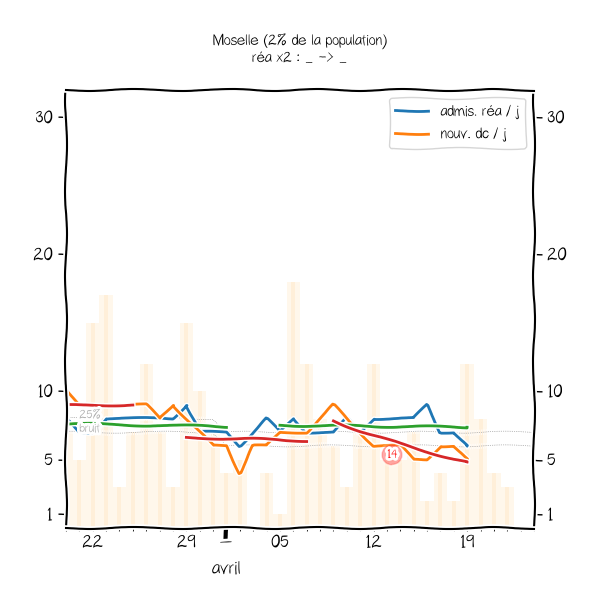 Moselle (2% de la population)
réa x2 : _ -> _
admis. réa / j
nouv. dc / j
30
30
20
20
10
10
25%
bruit
14
5
5
1
1
22
29
05
12
19
avril